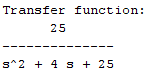 Transfer function:
25
--------------
s^2 + 4 s + 25